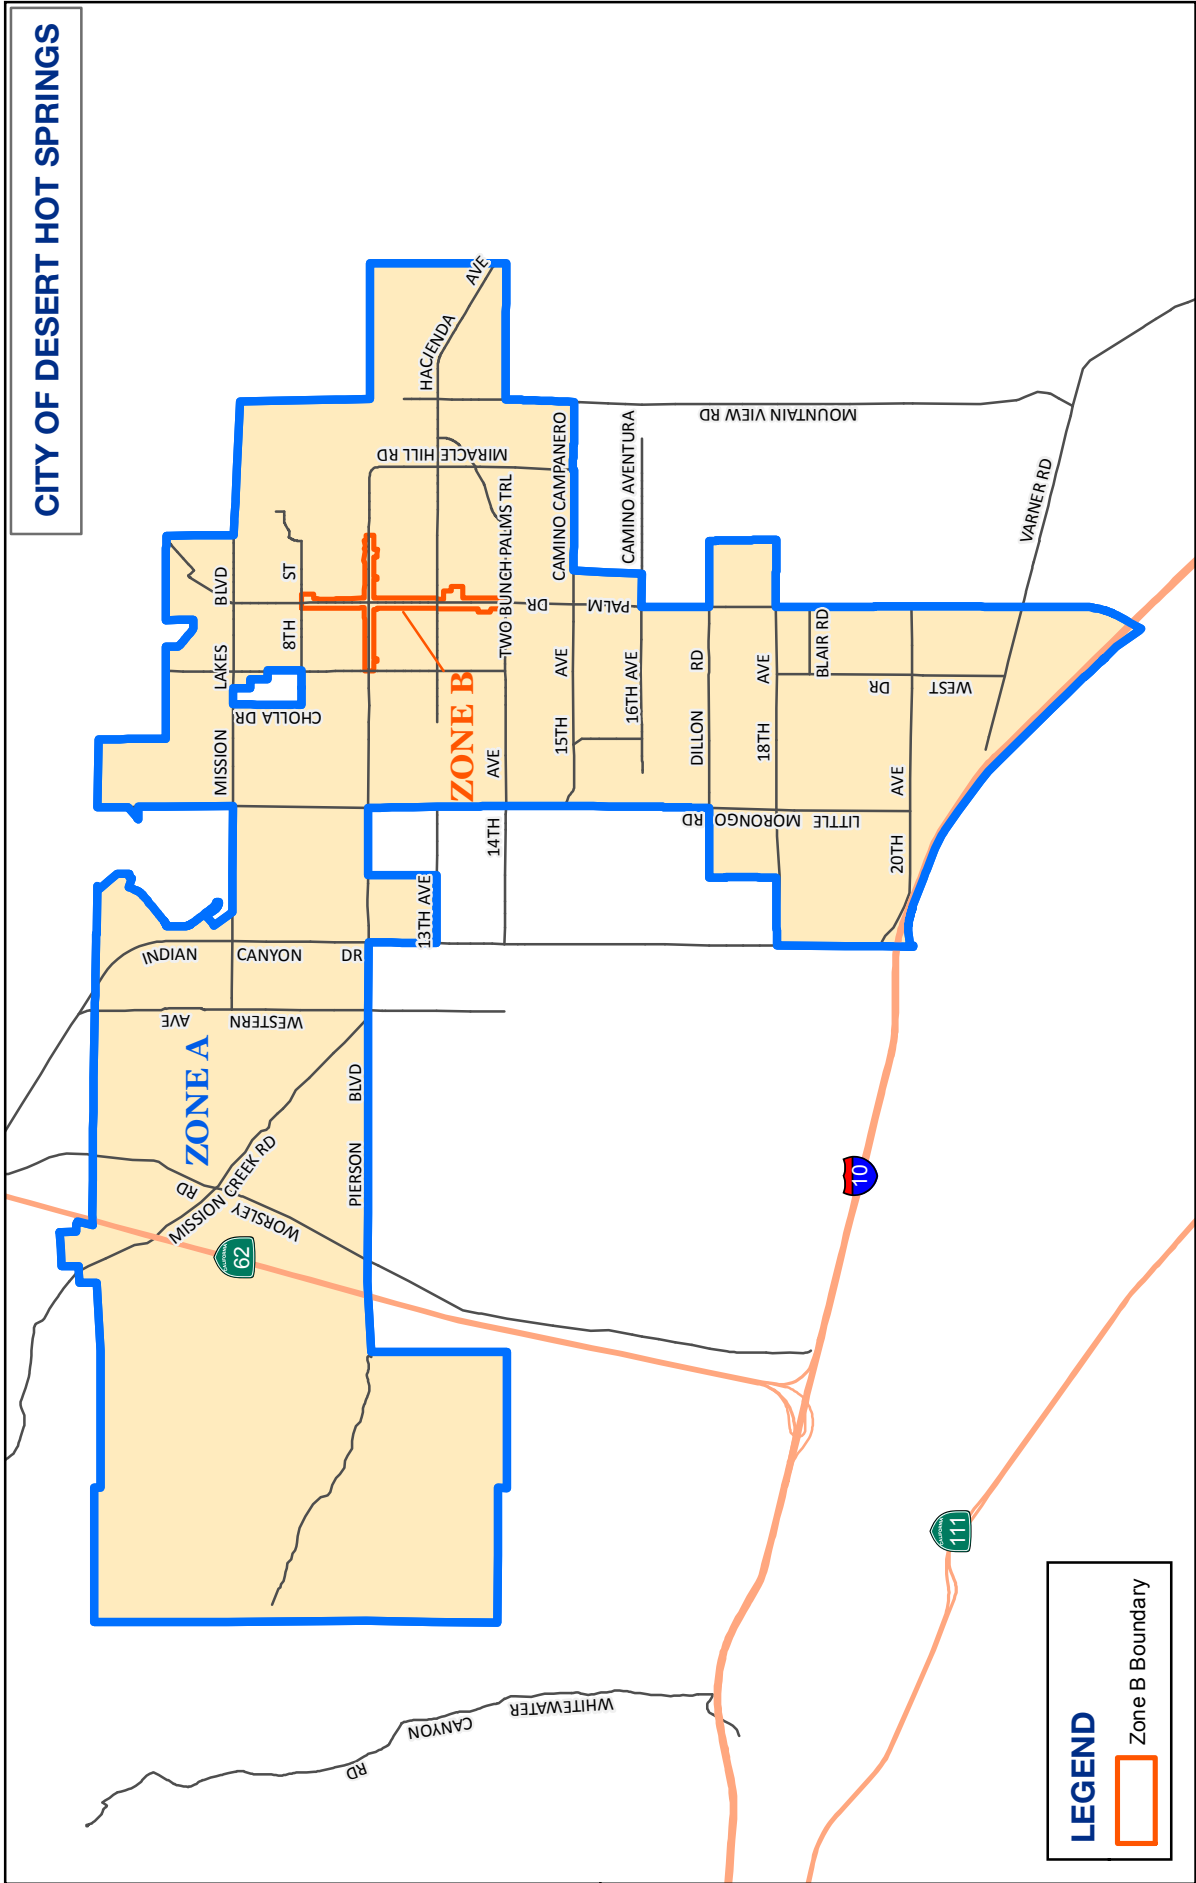 CITY OF DESERT HOT SPRINGS
HACIENDA
AVE
MOUNTAIN VIEW RD
MIRACLE HILL RD
TWO BUNCH PALMS TRL
CAMINO CAMPANERO
CAMINO AVENTURA
VARNER RD
MISSION
LAKES
BLVD
8TH
ST
PALM
DR
CHOLLA DR
ZONE B
14TH
AVE
15TH
AVE
16TH AVE
DILLON
RD
18TH
AVE
BLAIR RD
WEST
DR
20TH
AVE
LITTLE
MORONGO
RD
13TH AVE
INDIAN
CANYON
DR
WESTERN
AVE
ZONE A
PIERSON
BLVD
MISSION CREEK RD
WORSLEY
RD
CALIFORNIA
62
10
CALIFORNIA
111
WHITEWATER
CANYON
RD
LEGEND
Zone B Boundary